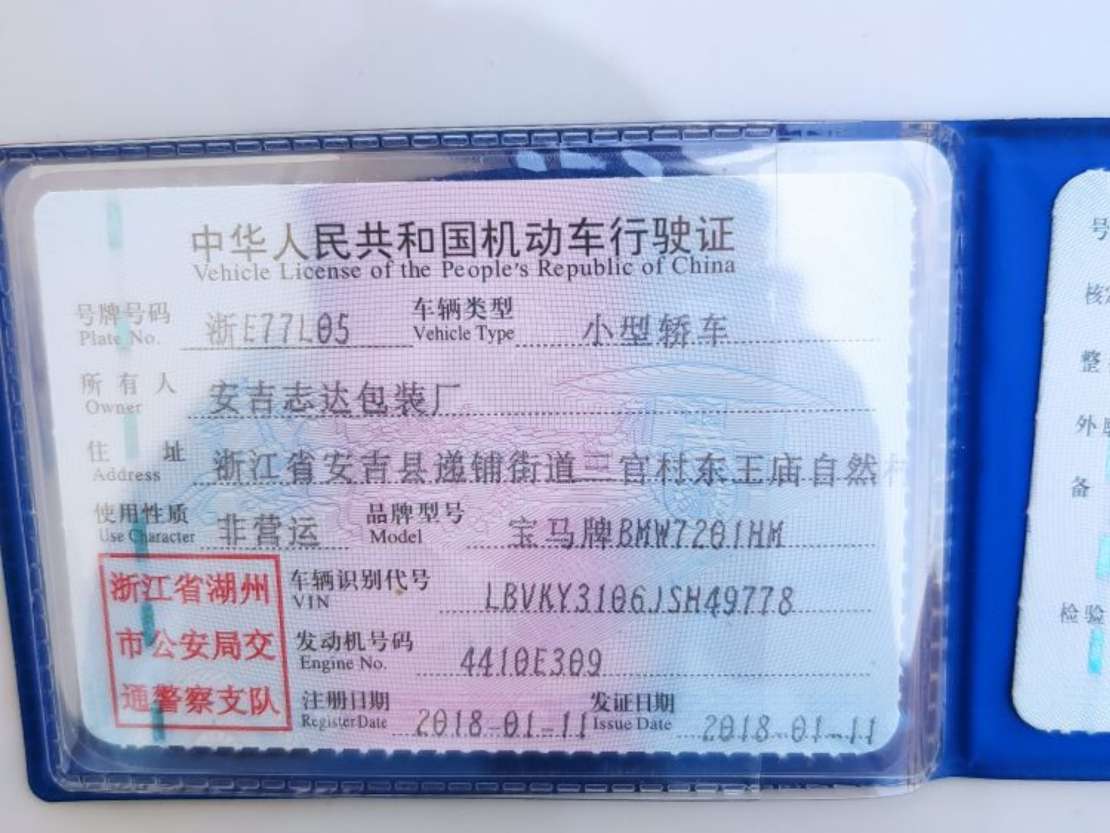 中华人民共和国机动车行驶证
Vehicle License of the People's Republic of China
号牌号码 浙E77L05 车辆类型 小型轿车
Plate No. Vehicle Type
所有人 安吉志达包装厂
Owner
住址 浙江省安吉县递铺街道三官村东王庙自然村
Address
使用性质 非营运 品牌型号 宝马牌BMW7201HM
Use Character Model
浙江省湖州
市公安局交
通警察支队
车辆识别代号 LBVKY3106JSH49778
VIN
发动机号码 4410E309
Engine No.
注册日期 2018-01-11 发证日期 2018-01-11
Register Date Issue Date
号
核
整
外
备
检验